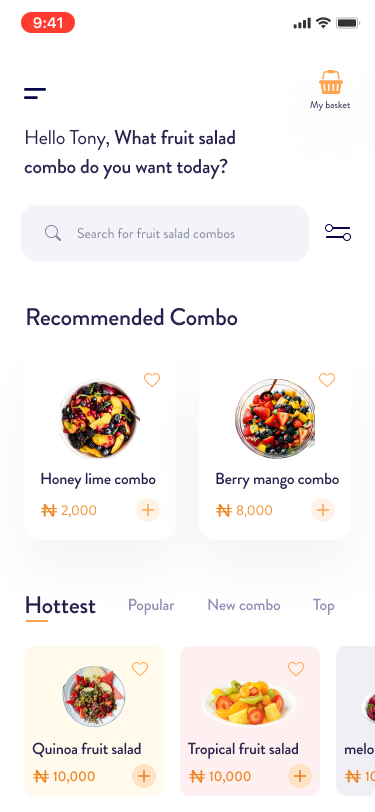 9:41
My basket
Hello Tony, What fruit salad
combo do you want today?
Search for fruit salad combos
Recommended Combo
Honey lime combo
₦ 2,000
Berry mango combo
₦ 8,000
Hottest
Popular
New combo
Top
Quinoa fruit salad
₦ 10,000
Tropical fruit salad
₦ 10,000
melo
₦ 10